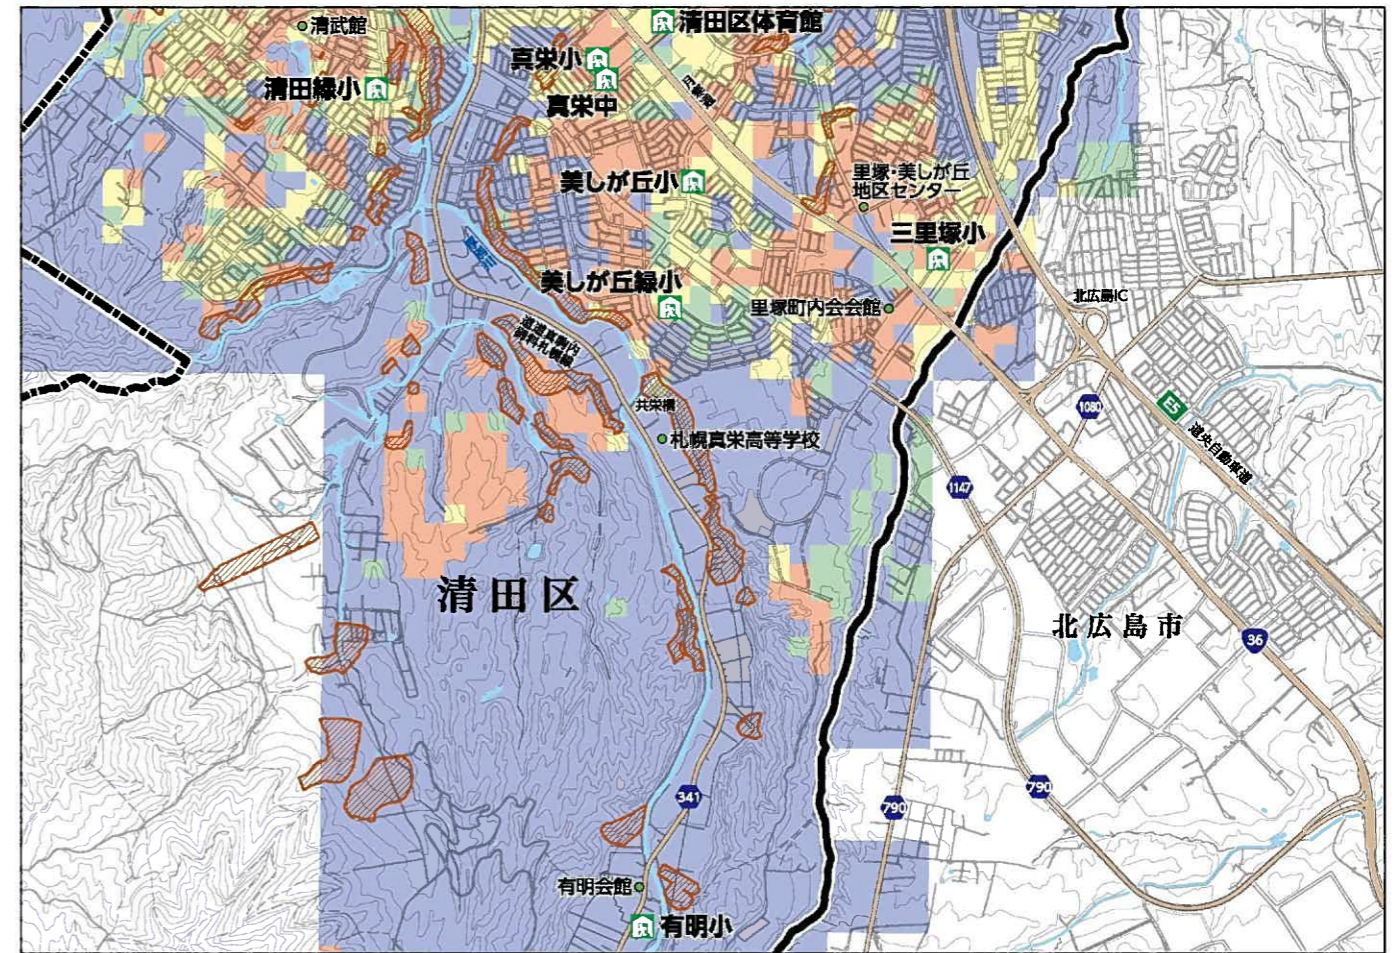 清武館
清田区体育館
真栄小
清田緑小
真栄中
美しが丘小
里塚・美しが丘
地区センター
三里塚小
美しが丘緑小
里塚町内会会館
北広島IC
共栄橋
札幌真栄高等学校
1080
E5
道央自動車道
1147
清田区
北広島市
36
341
790
790
有明会館
有明小